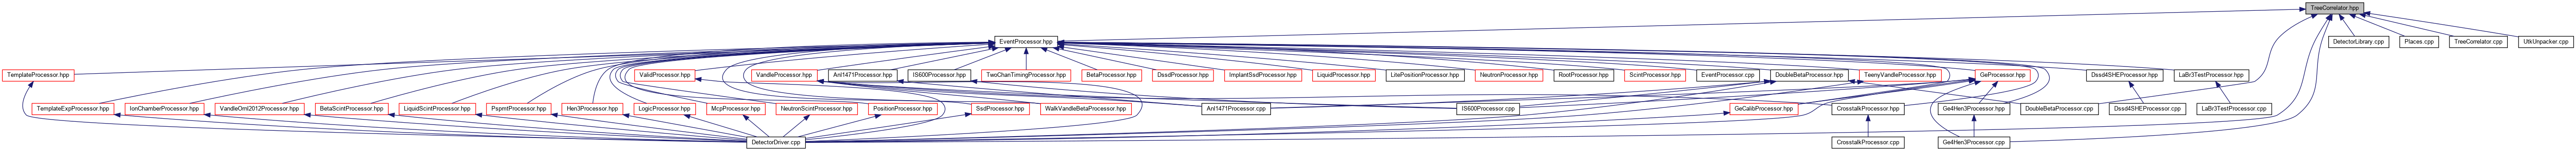 TreeCorrelator.hpp
EventProcessor.hpp
DetectorLibrary.cpp
Places.cpp
TreeCorrelator.cpp
UtkUnpacker.cpp
TemplateProcessor.hpp
ValidProcessor.hpp
VandleProcessor.hpp
Anl1471Processor.hpp
IS600Processor.hpp
TwoChanTimingProcessor.hpp
BetaProcessor.hpp
DssdProcessor.hpp
ImplantSsdProcessor.hpp
LiquidProcessor.hpp
LitePositionProcessor.hpp
NeutronProcessor.hpp
RootProcessor.hpp
ScintProcessor.hpp
EventProcessor.cpp
DoubleBetaProcessor.hpp
TeenyVandleProcessor.hpp
GeProcessor.hpp
Dssd4SHEProcessor.hpp
LaBr3TestProcessor.hpp
TemplateExpProcessor.hpp
IonChamberProcessor.hpp
VandleOrnl2012Processor.hpp
BetaScintProcessor.hpp
LiquidScintProcessor.hpp
PspmtProcessor.hpp
Hen3Processor.hpp
LogicProcessor.hpp
McpProcessor.hpp
NeutronScintProcessor.hpp
PositionProcessor.hpp
SsdProcessor.hpp
WalkVandleBetaProcessor.hpp
Anl1471Processor.cpp
IS600Processor.cpp
GeCalibProcessor.hpp
CrosstalkProcessor.hpp
Ge4Hen3Processor.hpp
DoubleBetaProcessor.cpp
Dssd4SHEProcessor.cpp
LaBr3TestProcessor.cpp
DetectorDriver.cpp
CrosstalkProcessor.cpp
Ge4Hen3Processor.cpp